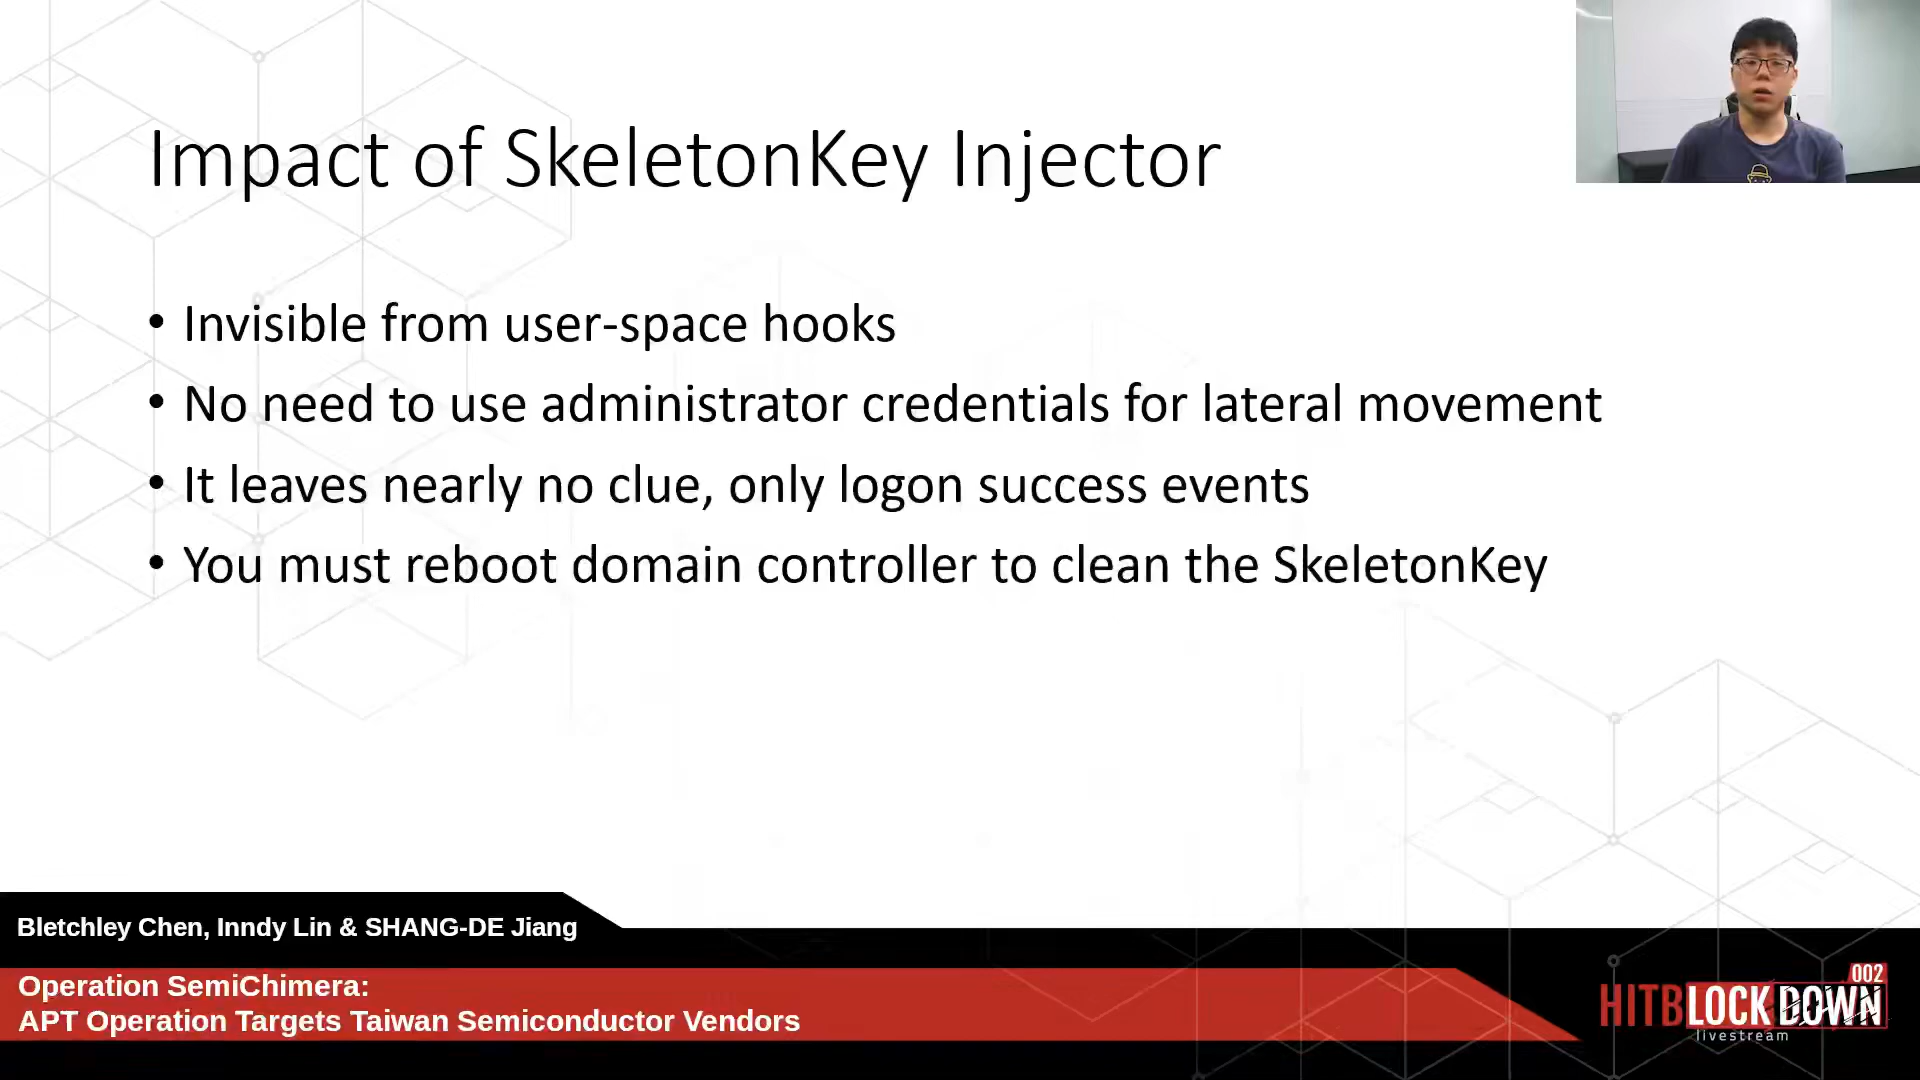 Impact of SkeletonKey Injector
• Invisible from user-space hooks
• No need to use administrator credentials for lateral movement
• It leaves nearly no clue, only logon success events
• You must reboot domain controller to clean the SkeletonKey
Bletchley Chen, Inndy Lin & SHANG-DE Jiang
Operation SemiChimera:
APT Operation Targets Taiwan Semiconductor Vendors
002
HITBLOCKDOWN
livestream